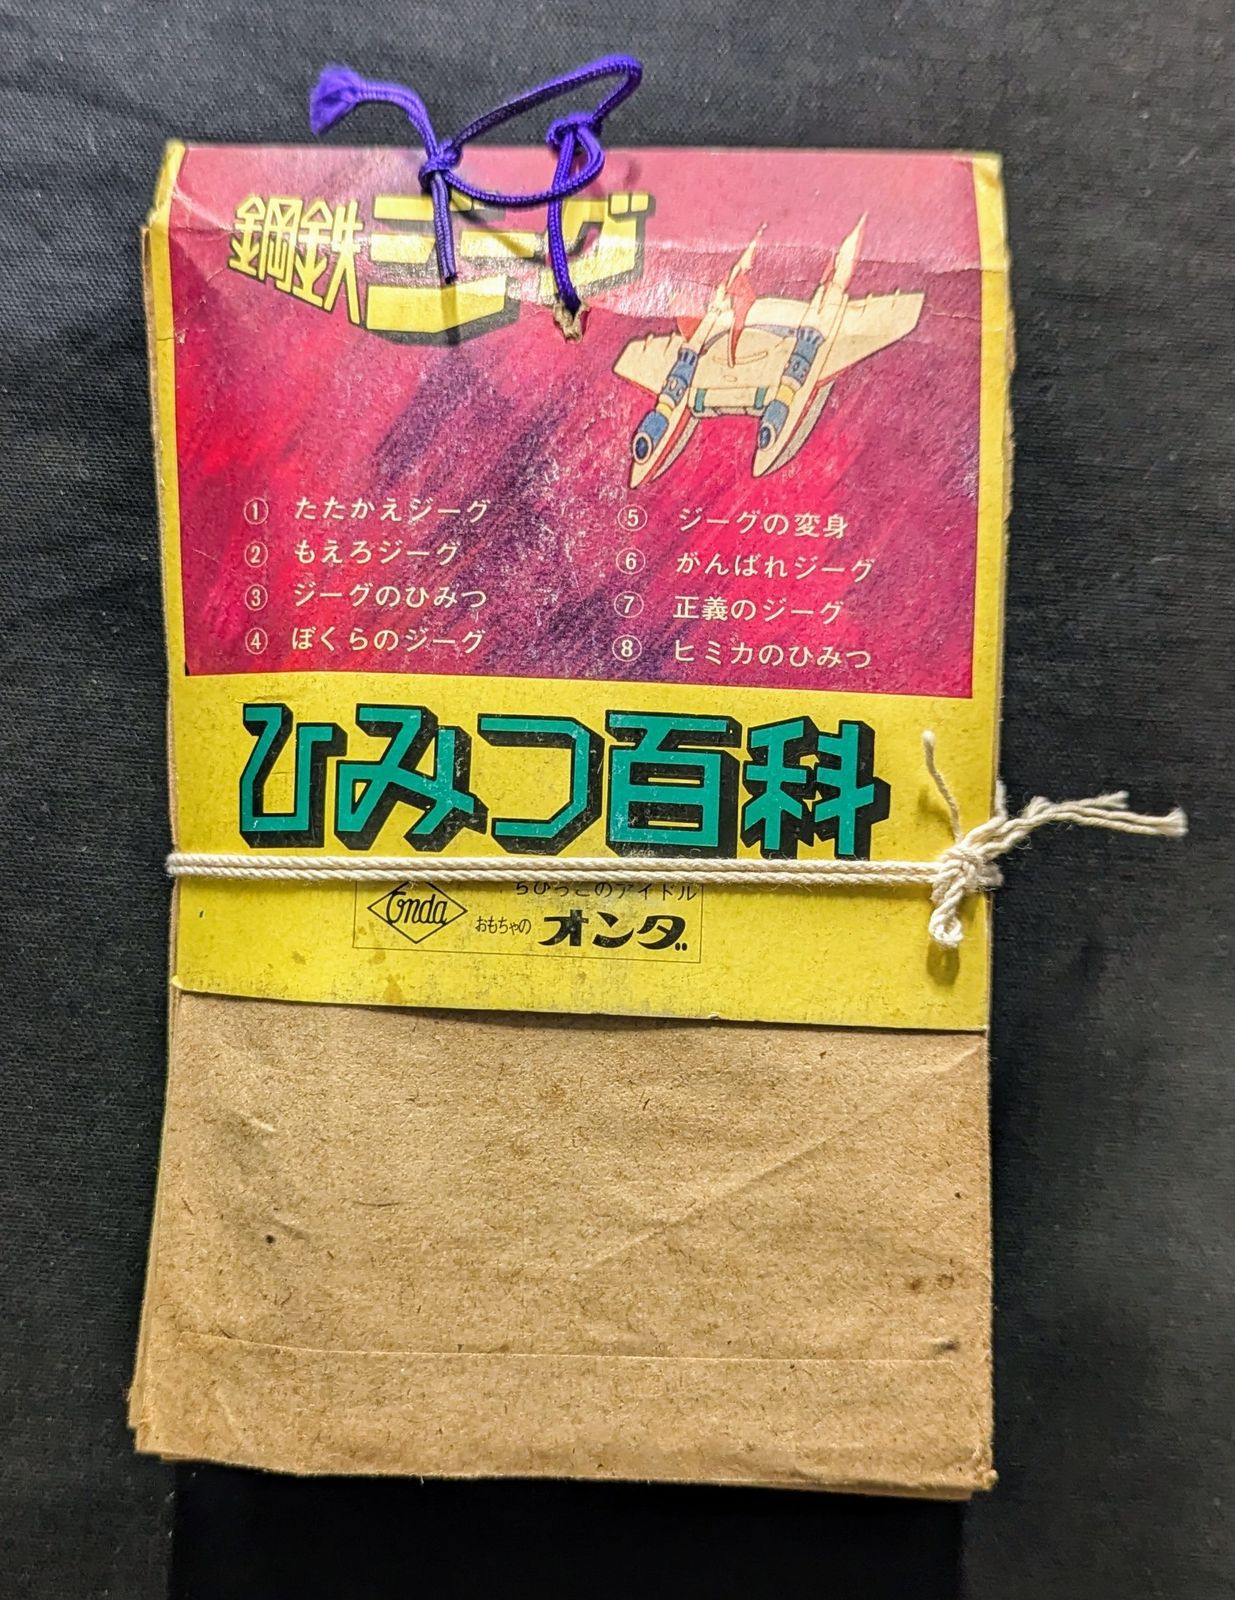 鋼鉄ジーグ
① たたかえジーグ
② もえろジーグ
③ ジーグのひみつ
④ ぼくらのジーグ
⑤ ジーグの変身
⑥ がんばれジーグ
⑦ 正義のジーグ
⑧ ヒミカのひみつ
ひみつ百科
ちびっこのアイドル
Onda おもちゃの オンダ